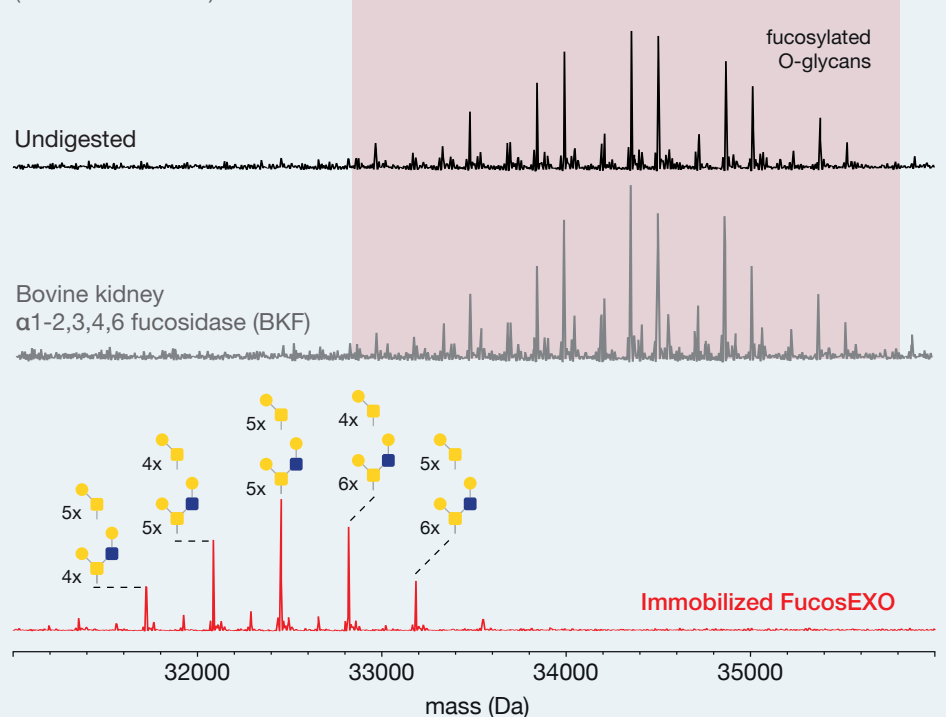 fucosylated
O-glycans
Undigested
Bovine kidney
α1-2,3,4,6 fucosidase (BKF)
5x
4x
4x
5x
5x
5x
4x
6x
5x
6x
Immobilized FucosEXO
32000
33000
34000
35000
mass (Da)